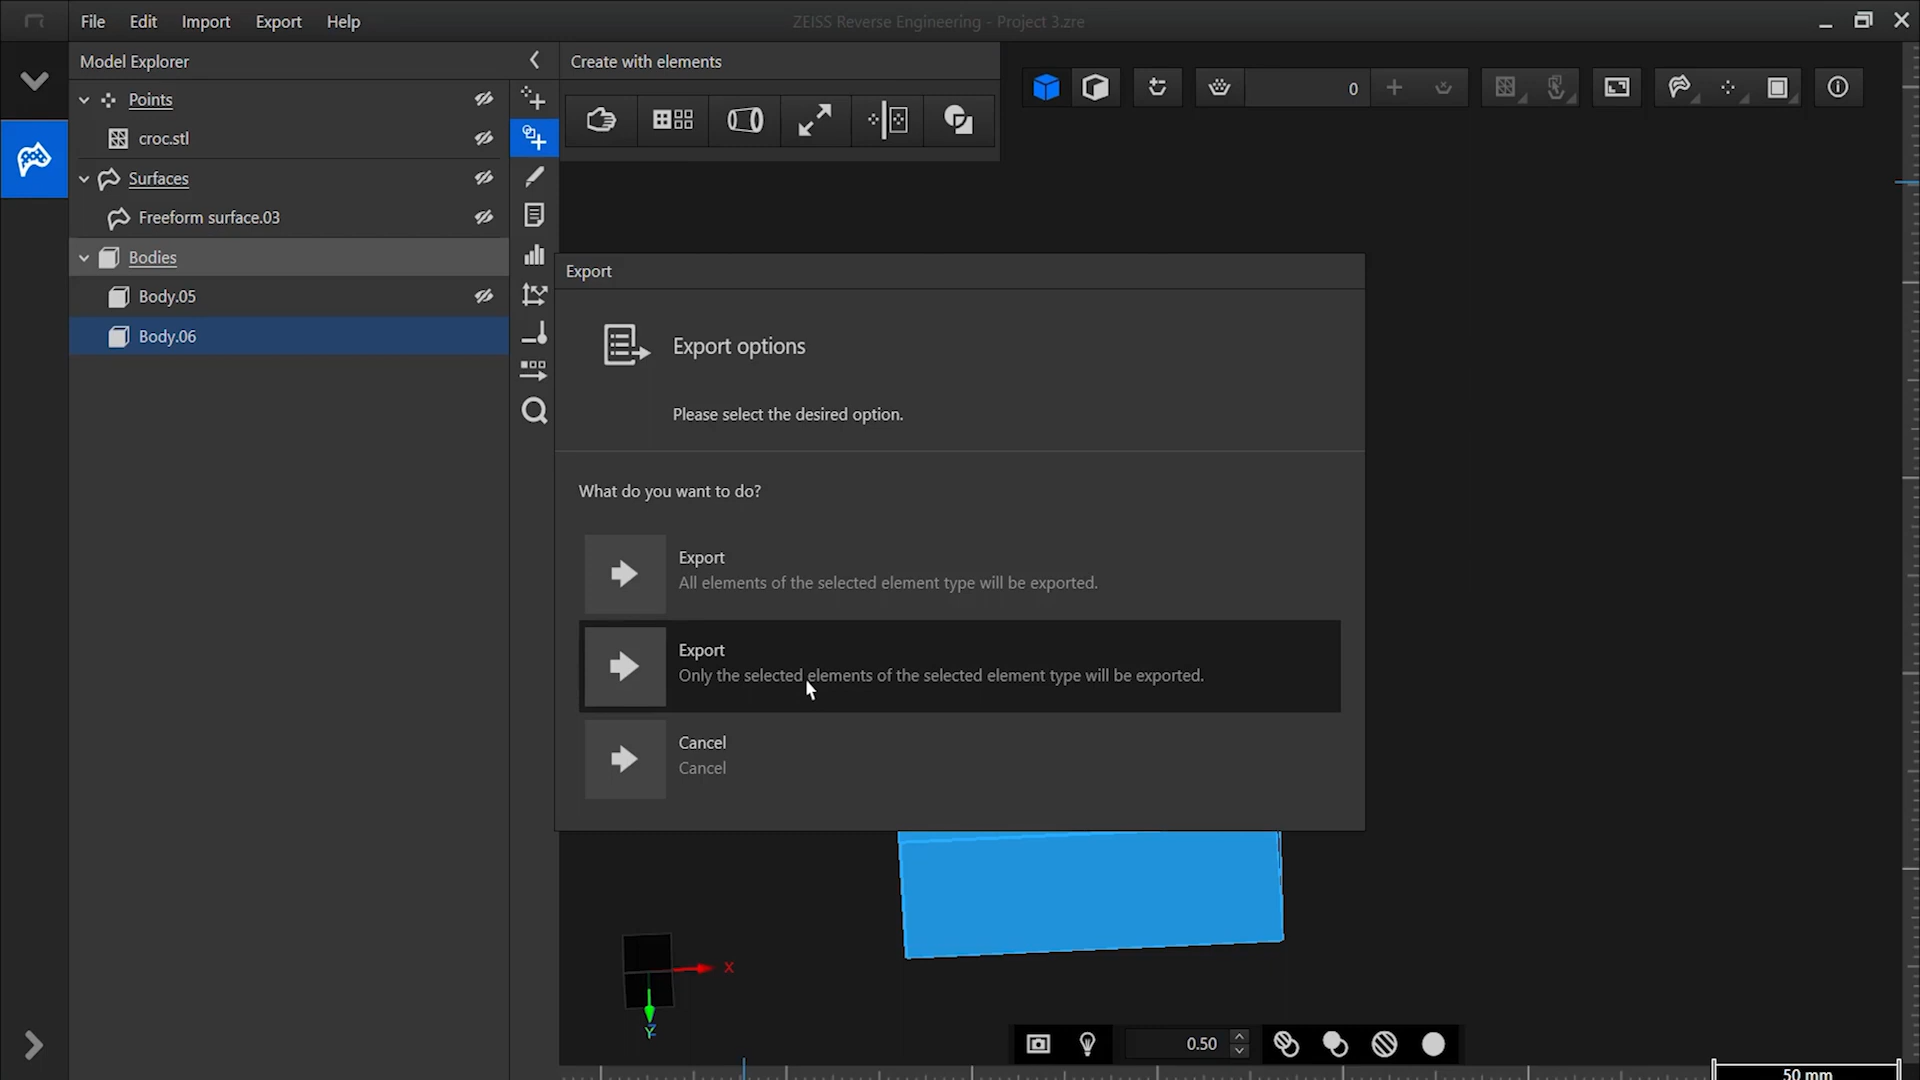 File Edit Import Export Help
ZEISS Reverse Engineering - Project 3.zre
Model Explorer
Create with elements
Points
croc.stl
Surfaces
Freeform surface.03
Bodies
Body.05
Body.06
0
Export
Export options
Please select the desired option.
What do you want to do?
Export
All elements of the selected element type will be exported.
Export
Only the selected elements of the selected element type will be exported.
Cancel
Cancel
X
Y
0.50
50 mm